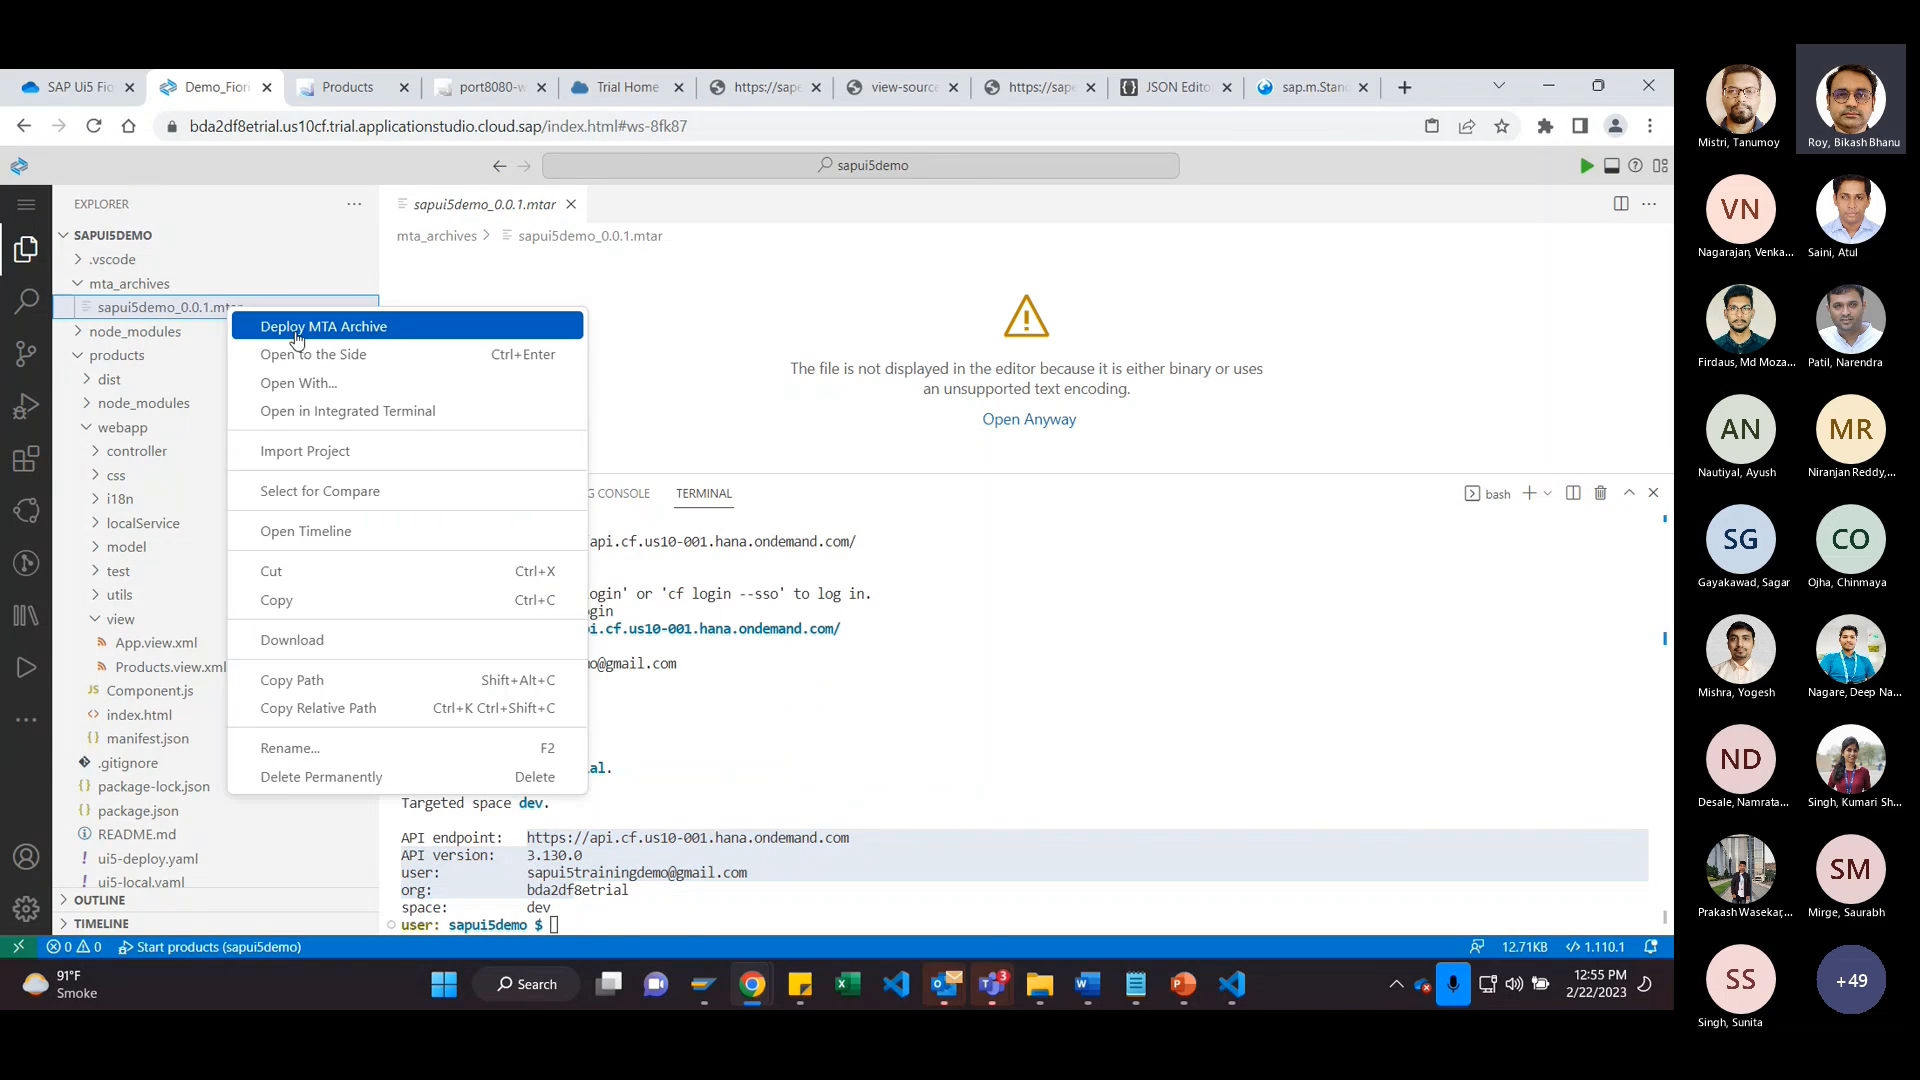 SAP Ui5 Fio
Demo_Fiori
Products
port8080-w
Trial Home
https://sape
view-source
https://sape
JSON Edito
sap.m.Stan
bda2df8etrial.us10cf.trial.applicationstudio.cloud.sap/index.html#ws-8fk87
sapui5demo
EXPLORER
SAPUI5DEMO
.vscode
mta_archives
sapui5demo_0.0.1.mtar
node_modules
products
dist
node_modules
webapp
controller
css
i18n
localService
model
test
utils
view
App.view.xml
Products.view.xml
JS Component.js
index.html
manifest.json
.gitignore
package-lock.json
package.json
README.md
ui5-deploy.yaml
ui5-local.yaml
OUTLINE
TIMELINE
sapui5demo_0.0.1.mtar
mta_archives > sapui5demo_0.0.1.mtar
Deploy MTA Archive
Open to the Side Ctrl+Enter
Open With...
Open in Integrated Terminal
Import Project
Select for Compare
Open Timeline
Cut Ctrl+X
Copy Ctrl+C
Download
Copy Path Shift+Alt+C
Copy Relative Path Ctrl+K Ctrl+Shift+C
Rename... F2
Delete Permanently Delete
The file is not displayed in the editor because it is either binary or uses
an unsupported text encoding.
Open Anyway
G CONSOLE TERMINAL
bash
api.cf.us10-001.hana.ondemand.com/
ogin' or 'cf login --sso' to log in.
gin
i.cf.us10-001.hana.ondemand.com/
o@gmail.com
al.
Targeted space dev.
API endpoint: https://api.cf.us10-001.hana.ondemand.com
API version: 3.130.0
user: sapui5trainingdemo@gmail.com
org: bda2df8etrial
space: dev
user: sapui5demo $
0 0 Start products (sapui5demo)
12.71KB 1.110.1
91°F
Smoke
Search
3
12:55 PM
2/22/2023
Mistri, Tanumoy
Roy, Bikash Bhanu
VN
Nagarajan, Venka...
Saini, Atul
Firdaus, Md Moza...
Patil, Narendra
AN
Nautiyal, Ayush
MR
Niranjan Reddy,...
SG
Gayakawad, Sagar
CO
Ojha, Chinmaya
Mishra, Yogesh
Nagare, Deep Na...
ND
Desale, Namrata...
Singh, Kumari Sh...
Prakash Wasekar,...
SM
Mirge, Saurabh
SS
Singh, Sunita
+49